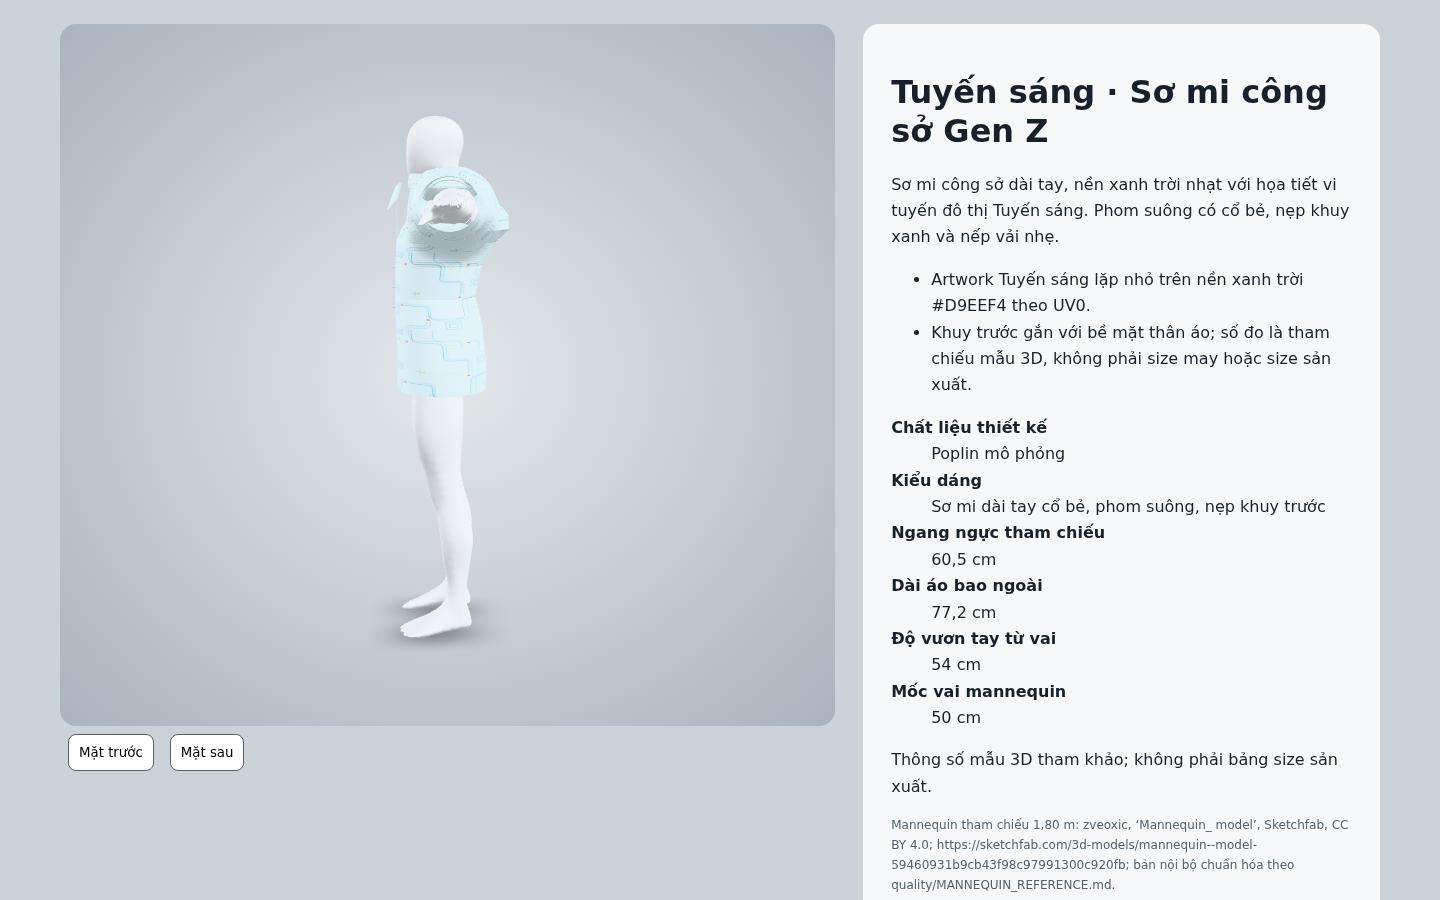 Tuyến sáng · Sơ mi công
sở Gen Z
Sơ mi công sở dài tay, nền xanh trời nhạt với họa tiết vi
tuyến đô thị Tuyến sáng. Phom suông có cổ bẻ, nẹp khuy
xanh và nếp vải nhẹ.
• Artwork Tuyến sáng lặp nhỏ trên nền xanh trời
#D9EEF4 theo UV0.
• Khuy trước gắn với bề mặt thân áo; số đo là tham
chiếu mẫu 3D, không phải size may hoặc size sản
xuất.
Chất liệu thiết kế
Poplin mô phỏng
Kiểu dáng
Sơ mi dài tay cổ bẻ, phom suông, nẹp khuy trước
Ngang ngực tham chiếu
60,5 cm
Dài áo bao ngoài
77,2 cm
Độ vươn tay từ vai
54 cm
Mốc vai mannequin
50 cm
Thông số mẫu 3D tham khảo; không phải bảng size sản
xuất.
Mannequin tham chiếu 1,80 m: zveoxic, ‘Mannequin_ model’, Sketchfab, CC
BY 4.0; https://sketchfab.com/3d-models/mannequin--model-
59460931b9cb43f98c97991300c920fb; bản nội bộ chuẩn hóa theo
quality/MANNEQUIN_REFERENCE.md.
Mặt trước
Mặt sau